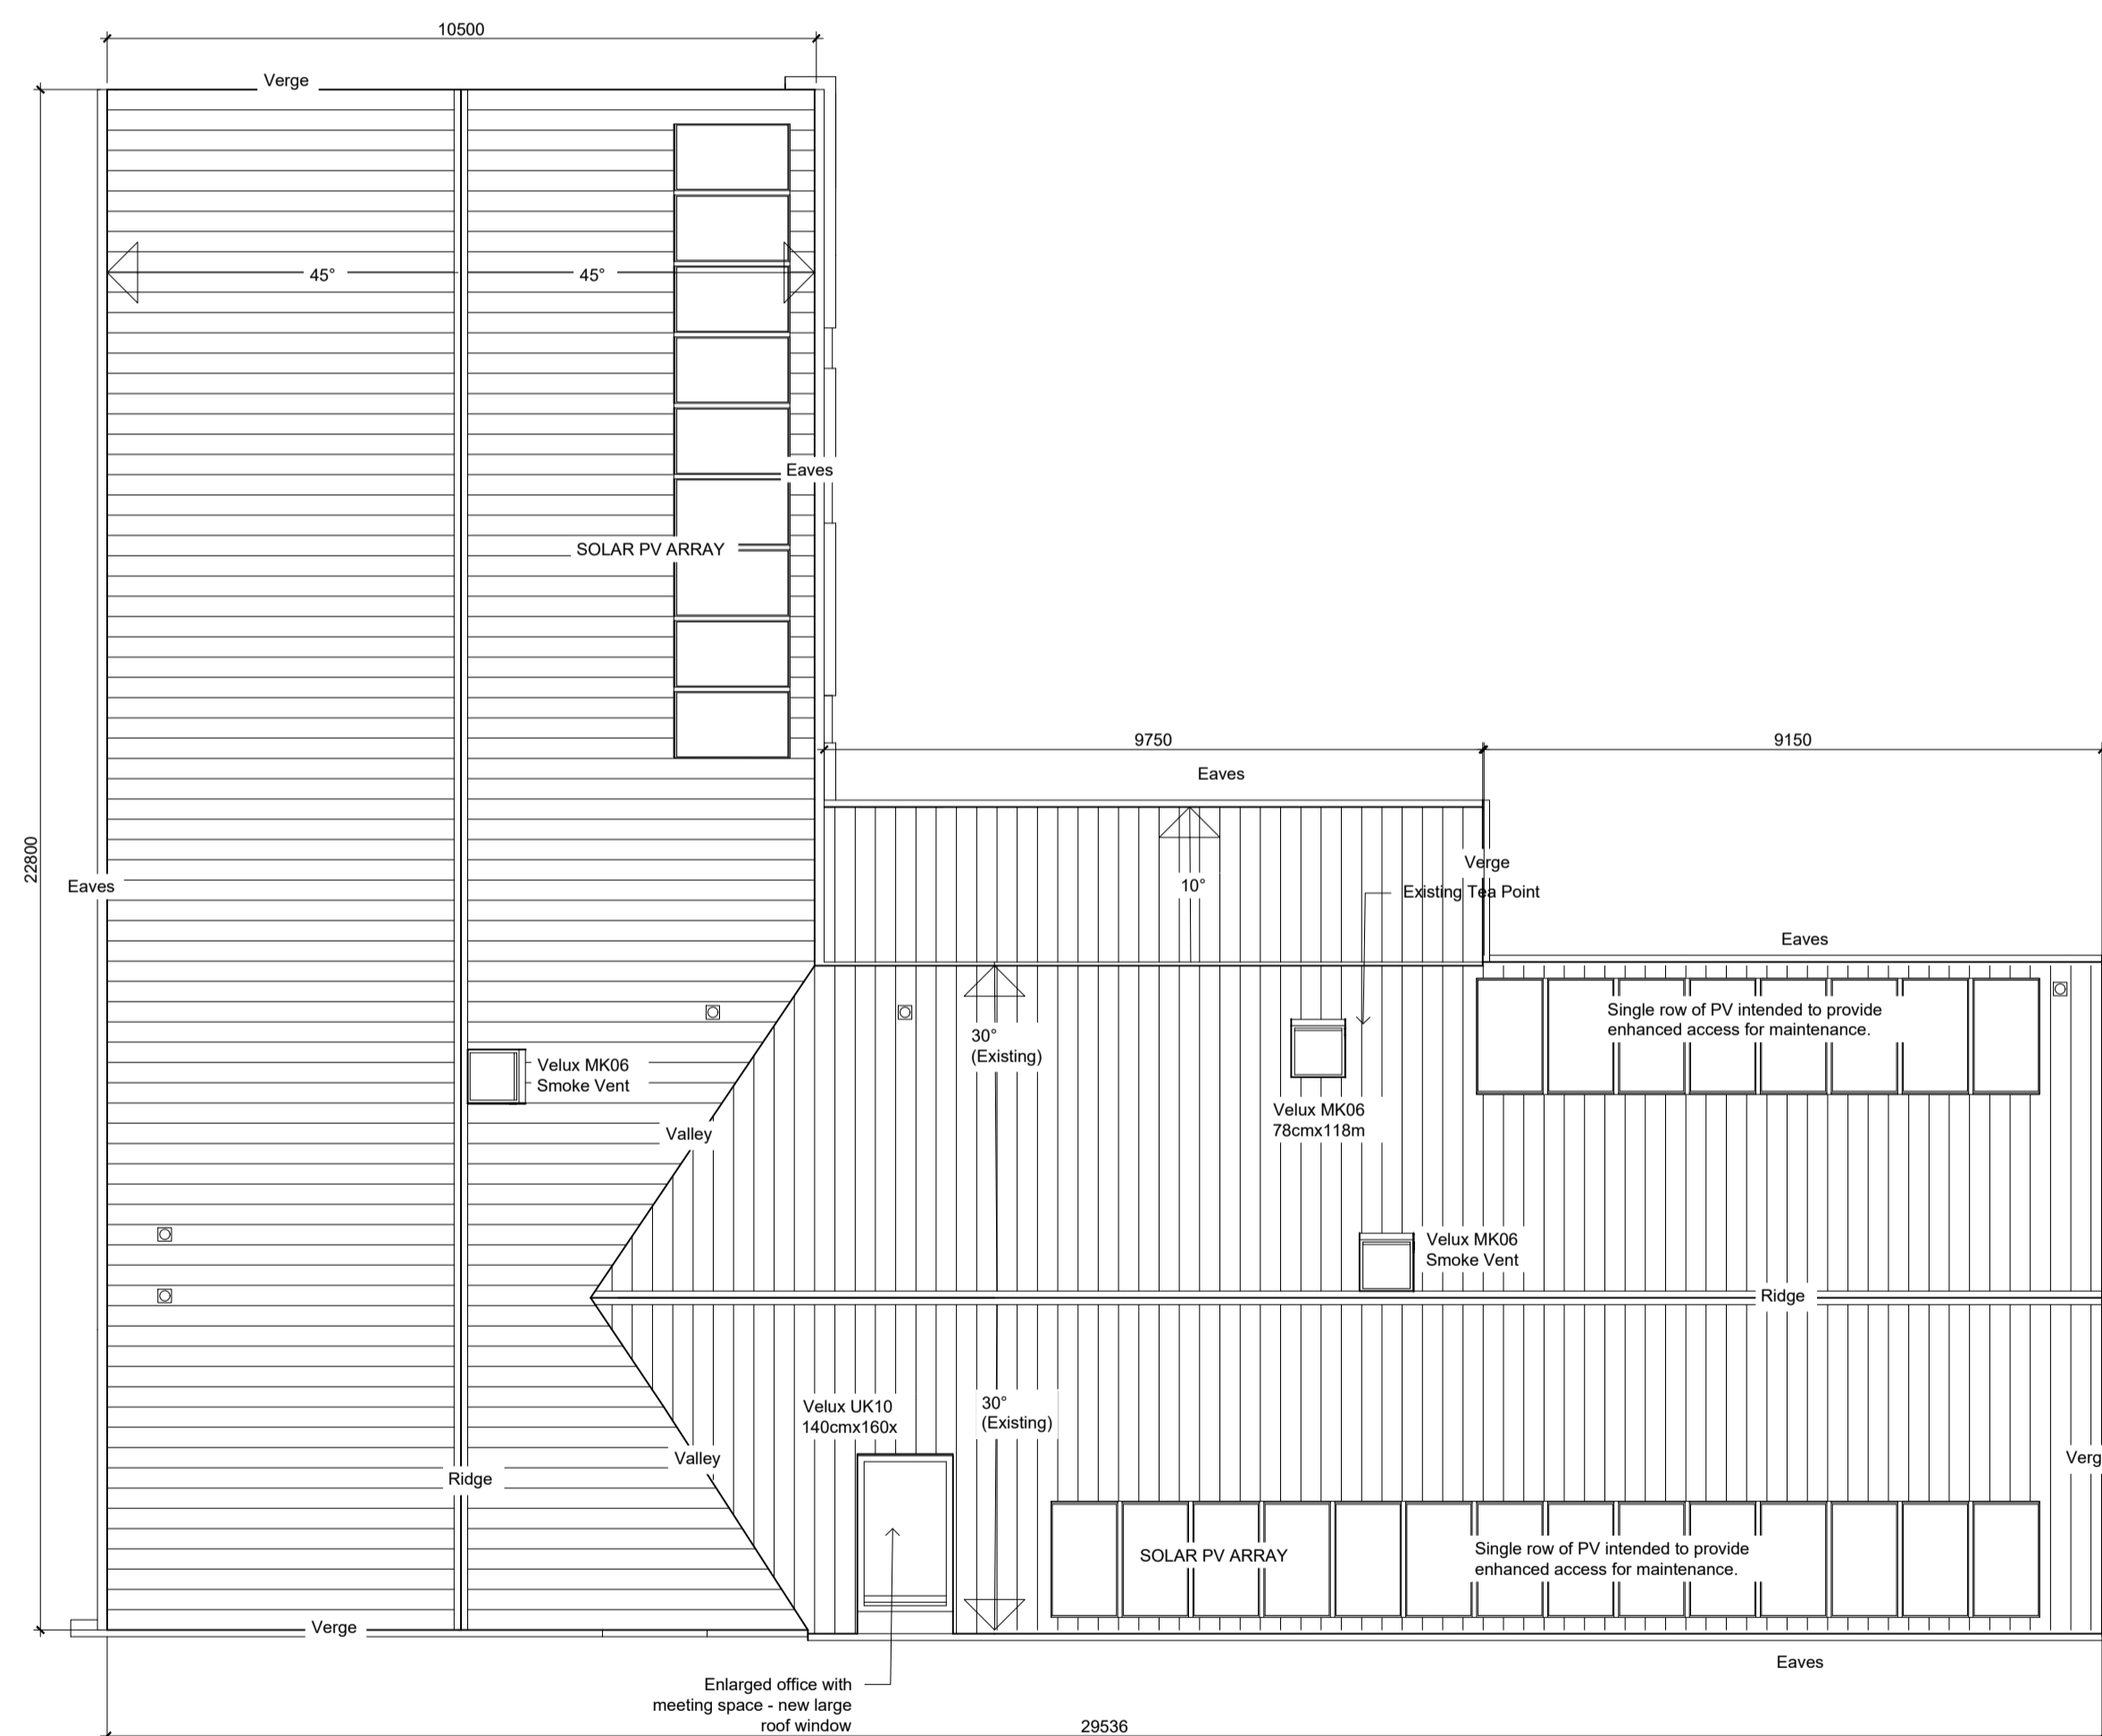 10500
Verge
45°
45°
Eaves
SOLAR PV ARRAY
9750
9150
Eaves
22800
Verge
10°
Eaves
Existing Tea Point
Eaves
Single row of PV intended to provide
enhanced access for maintenance.
30°
(Existing)
Velux MK06
Smoke Vent
Velux MK06
78cmx118m
Valley
Velux MK06
Smoke Vent
Ridge
Velux UK10
140cmx160x
30°
(Existing)
Valley
Verg
Ridge
SOLAR PV ARRAY
Single row of PV intended to provide
enhanced access for maintenance.
Verge
Eaves
Enlarged office with
meeting space - new large
roof window
29536